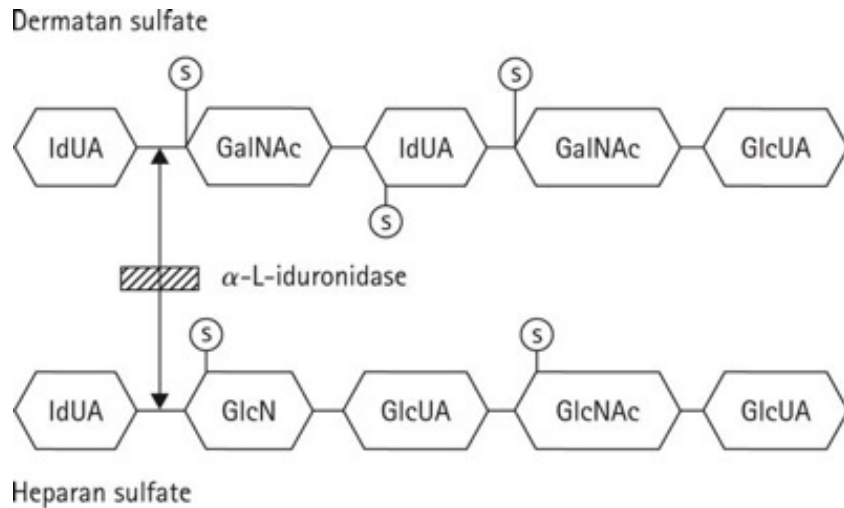 Dermatan sulfate
S S
IdUA GalNAc IdUA GalNAc GlcUA
S
α-L-iduronidase
S S
IdUA GlcN GlcUA GlcNAc GlcUA
Heparan sulfate